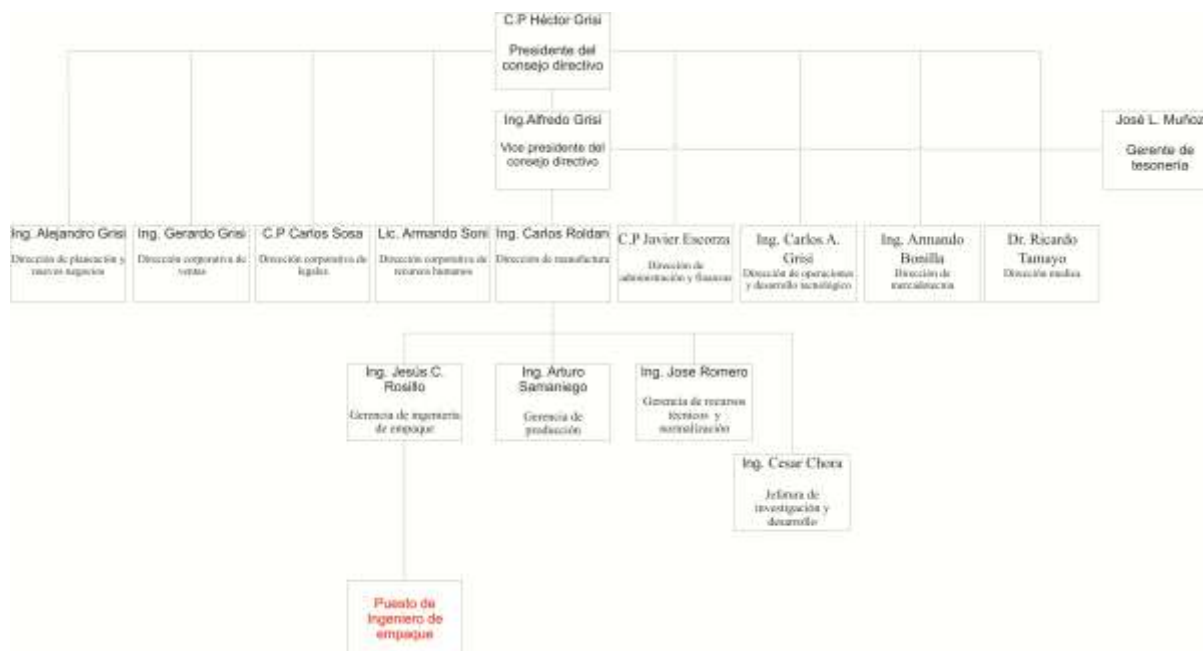 C.P Héctor Grisi
Presidente del
consejo directivo
Ing.Alfredo Grisi
Vice presidente del
consejo directivo
José L. Muñoz
Gerente de
tesonería
Ing. Alejandro Grisi
Dirección de planeación y
nuevos negocios
Ing. Gerardo Grisi
Dirección corporativa de
ventas
C.P Carlos Sosa
Dirección corporativa de
legales
Lic. Armando Soni
Dirección corporativa de
recursos humanos
Ing. Carlos Roldan
Dirección de manufactura
C.P Javier Escorza
Dirección de
administración y finanzas
Ing. Carlos A.
Grisi
Dirección de operaciones
y desarrollo tecnológico
Ing. Armando
Bonilla
Dirección de
mercadotecnia
Dr. Ricardo
Tamayo
Dirección medica
Ing. Jesús C.
Rosillo
Gerencia de ingeniería
de empaque
Ing. Arturo
Samaniego
Gerencia de
producción
Ing. Jose Romero
Gerencia de recursos
técnicos y
normalización
Ing. Cesar Chora
Jefatura de
investigación y
desarrollo
Puesto de
Ingeniero de
empaque